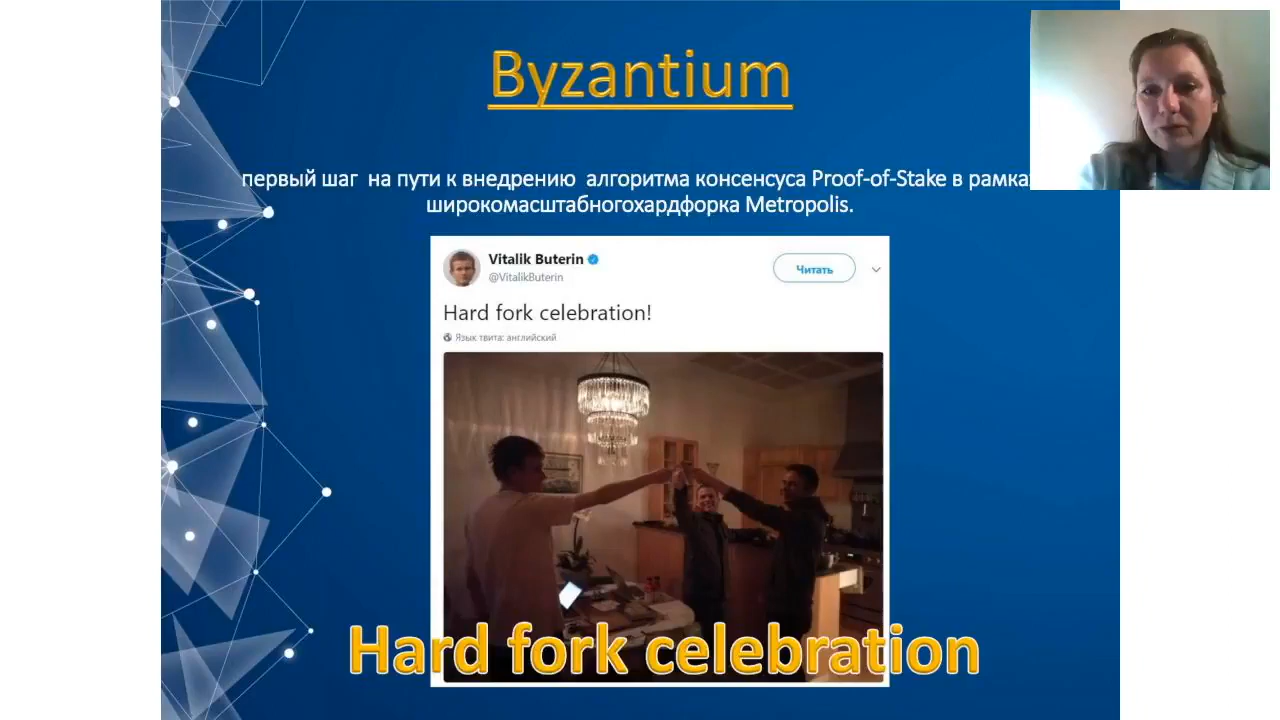 Byzantium
первый шаг на пути к внедрению алгоритма консенсуса Proof-of-Stake в
широкомасштабногохардфорка Metropolis.
Vitalik Buterin
@VitalikButerin
Читать
Hard fork celebration!
Язык твита: английский
Hard fork celebration